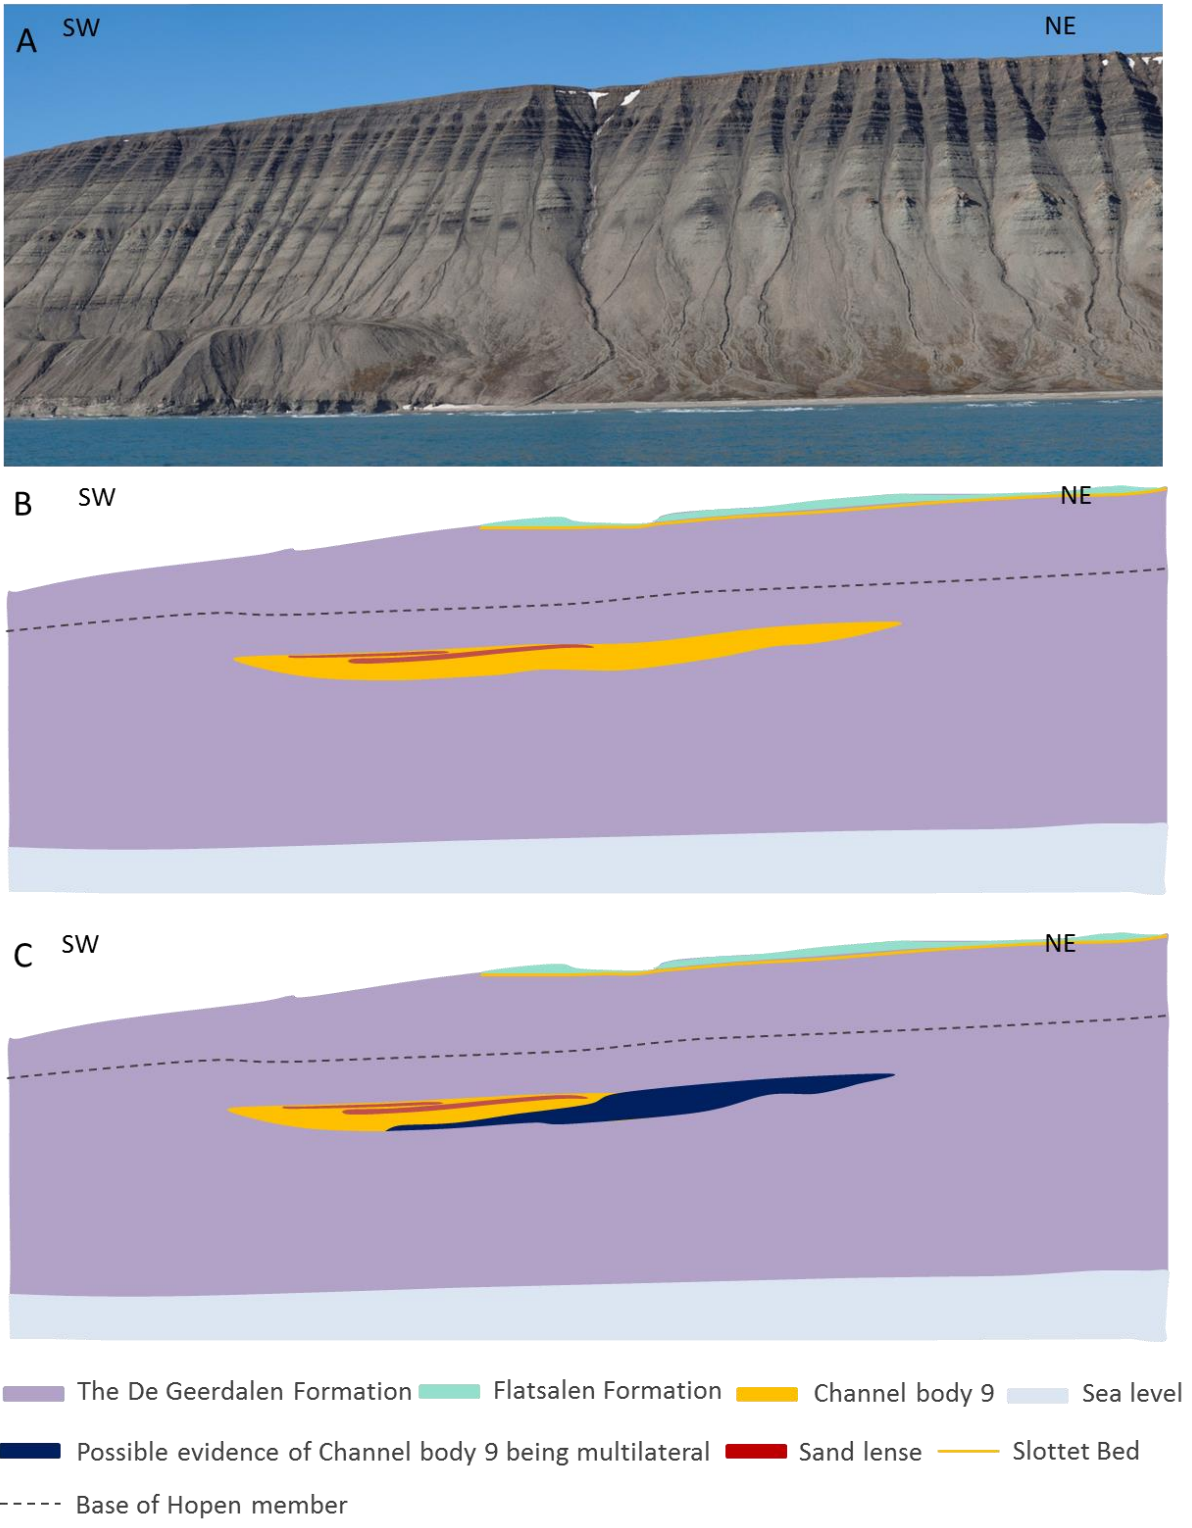 A SW NE
B SW NE
C SW NE
The De Geerdalen Formation Flatsalen Formation Channel body 9 Sea level
Possible evidence of Channel body 9 being multilateral Sand lense Slottet Bed
Base of Hopen member